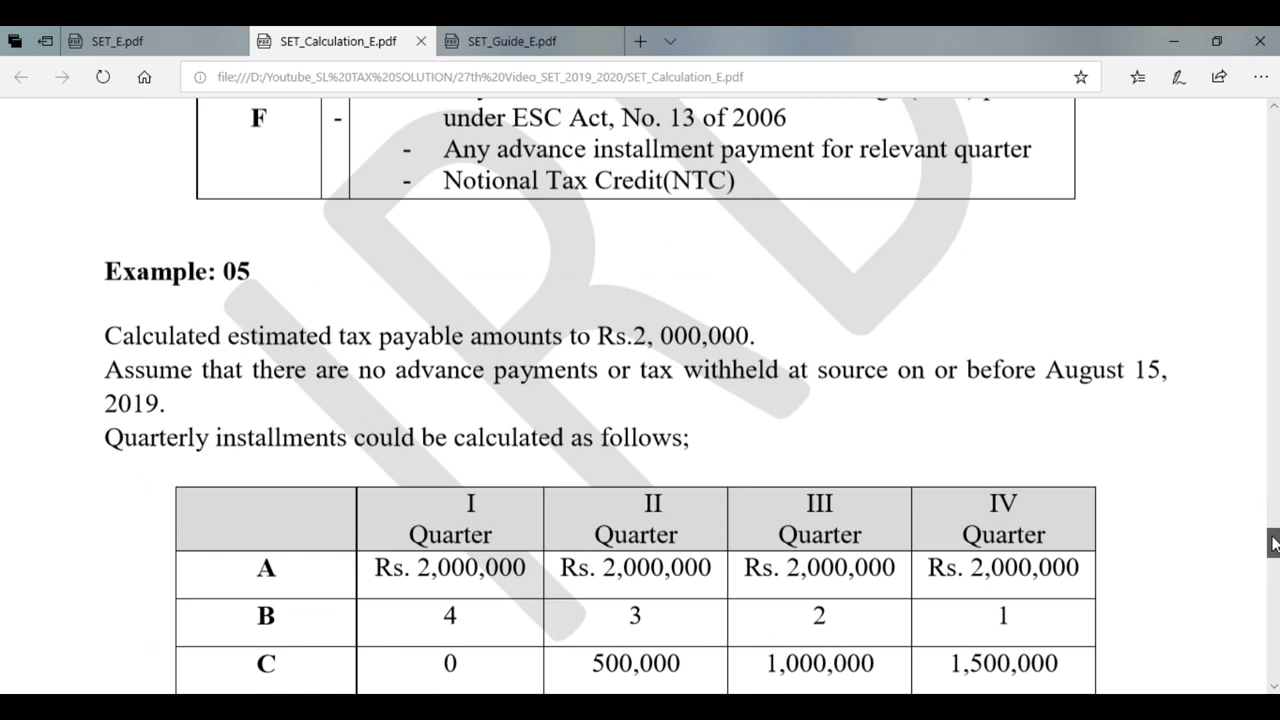 SET_E.pdf
SET_Calculation_E.pdf
SET_Guide_E.pdf
file:///D:/Youtube_SL%20TAX%20SOLUTION/27th%20Video_SET_2019_2020/SET_Calculation_E.pdf
F -
under ESC Act, No. 13 of 2006
- Any advance installment payment for relevant quarter
- Notional Tax Credit(NTC)
IRD
Example: 05
Calculated estimated tax payable amounts to Rs.2, 000,000.
Assume that there are no advance payments or tax withheld at source on or before August 15,
2019.
Quarterly installments could be calculated as follows;
I II III IV
Quarter Quarter Quarter Quarter
A Rs. 2,000,000 Rs. 2,000,000 Rs. 2,000,000 Rs. 2,000,000
B 4 3 2 1
C 0 500,000 1,000,000 1,500,000